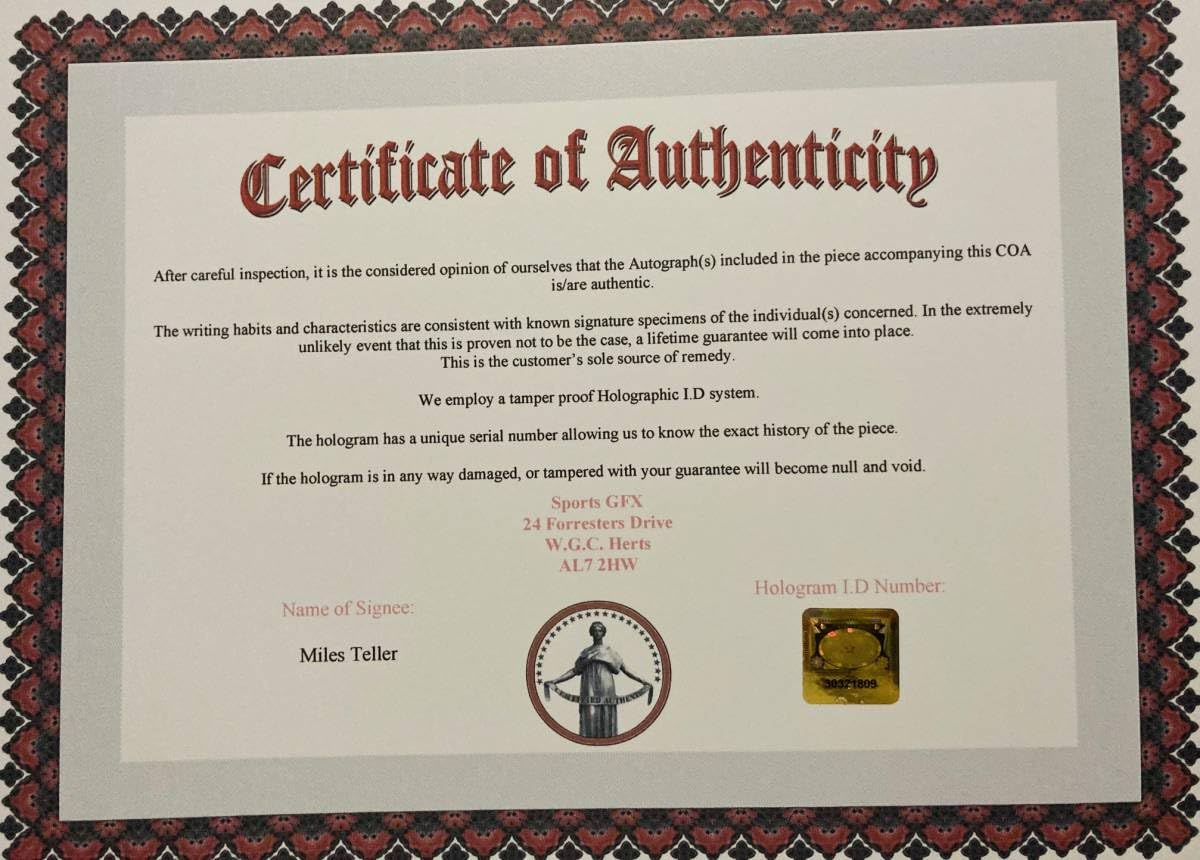 Certificate of Authenticity
After careful inspection, it is the considered opinion of ourselves that the Autograph(s) included in the piece accompanying this COA
is/are authentic.
The writing habits and characteristics are consistent with known signature specimens of the individual(s) concerned. In the extremely
unlikely event that this is proven not to be the case, a lifetime guarantee will come into place.
This is the customer's sole source of remedy.
We employ a tamper proof Holographic I.D system.
The hologram has a unique serial number allowing us to know the exact history of the piece.
If the hologram is in any way damaged, or tampered with your guarantee will become null and void.
Sports GFX
24 Forresters Drive
W.G.C. Herts
AL7 2HW
Name of Signee:
Miles Teller
Hologram I.D Number:
30321809